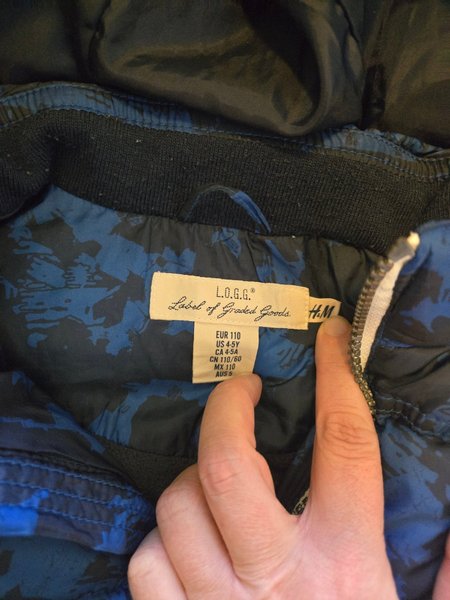 L.O.G.G.®
Label of Graded Goods
H&M
EUR 110
US 4-5Y
CA 4-5A
CN 110/60
MX 110
AUS 5